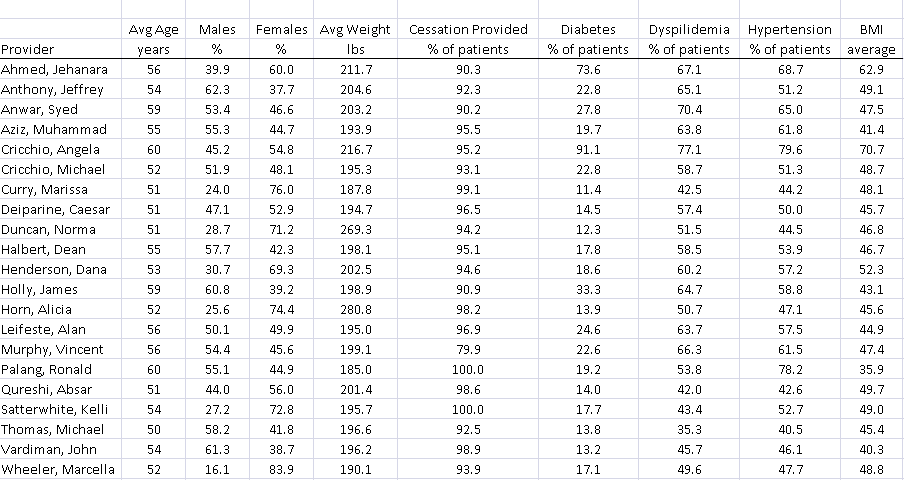 Avg Age Males Females Avg Weight Cessation Provided Diabetes Dyspilidemia Hypertension BMI
Provider years % % lbs % of patients % of patients % of patients % of patients average
Ahmed, Jehanara 56 39.9 60.0 211.7 90.3 73.6 67.1 68.7 62.9
Anthony, Jeffrey 54 62.3 37.7 204.6 92.3 22.8 65.1 51.2 49.1
Anwar, Syed 59 53.4 46.6 203.2 90.2 27.8 70.4 65.0 47.5
Aziz, Muhammad 55 55.3 44.7 193.9 95.5 19.7 63.8 61.8 41.4
Cricchio, Angela 60 45.2 54.8 216.7 95.2 91.1 77.1 79.6 70.7
Cricchio, Michael 52 51.9 48.1 195.3 93.1 22.8 58.7 51.3 48.7
Curry, Marissa 51 24.0 76.0 187.8 99.1 11.4 42.5 44.2 48.1
Deiparine, Caesar 51 47.1 52.9 194.7 96.5 14.5 57.4 50.0 45.7
Duncan, Norma 51 28.7 71.2 269.3 94.2 12.3 51.5 44.5 46.8
Halbert, Dean 55 57.7 42.3 198.1 95.1 17.8 58.5 53.9 46.7
Henderson, Dana 53 30.7 69.3 202.5 94.6 18.6 60.2 57.2 52.3
Holly, James 59 60.8 39.2 198.9 90.9 33.3 64.7 58.8 43.1
Horn, Alicia 52 25.6 74.4 280.8 98.2 13.9 50.7 47.1 45.6
Leifeste, Alan 56 50.1 49.9 195.0 96.9 24.6 63.7 57.5 44.9
Murphy, Vincent 56 54.4 45.6 199.1 79.9 22.6 66.3 61.5 47.4
Palang, Ronald 60 55.1 44.9 185.0 100.0 19.2 53.8 78.2 35.9
Qureshi, Absar 51 44.0 56.0 201.4 98.6 14.0 42.0 42.6 49.7
Satterwhite, Kelli 54 27.2 72.8 195.7 100.0 17.7 43.4 52.7 49.0
Thomas, Michael 50 58.2 41.8 196.6 92.5 13.8 35.3 40.5 45.4
Vardiman, John 54 61.3 38.7 196.2 98.9 13.2 45.7 46.1 40.3
Wheeler, Marcella 52 16.1 83.9 190.1 93.9 17.1 49.6 47.7 48.8